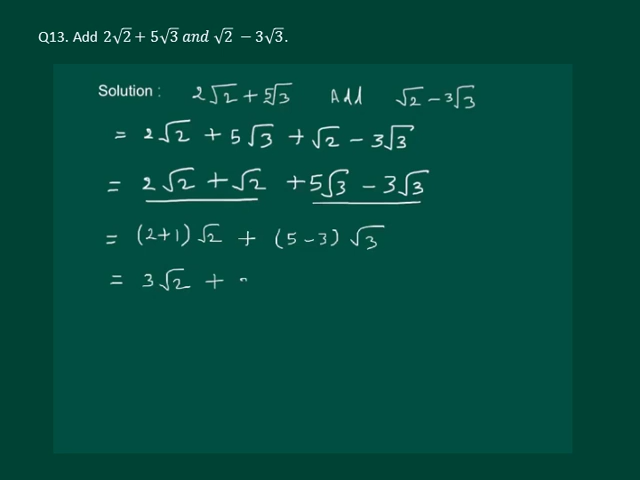 Q13. Add 2√2 + 5√3 and √2 − 3√3.
Solution : 2√2 + 5√3 Add √2 − 3√3
= 2√2 + 5√3 + √2 − 3√3
= 2√2 + √2 + 5√3 − 3√3
= (2+1)√2 + (5−3)√3
= 3√2 +